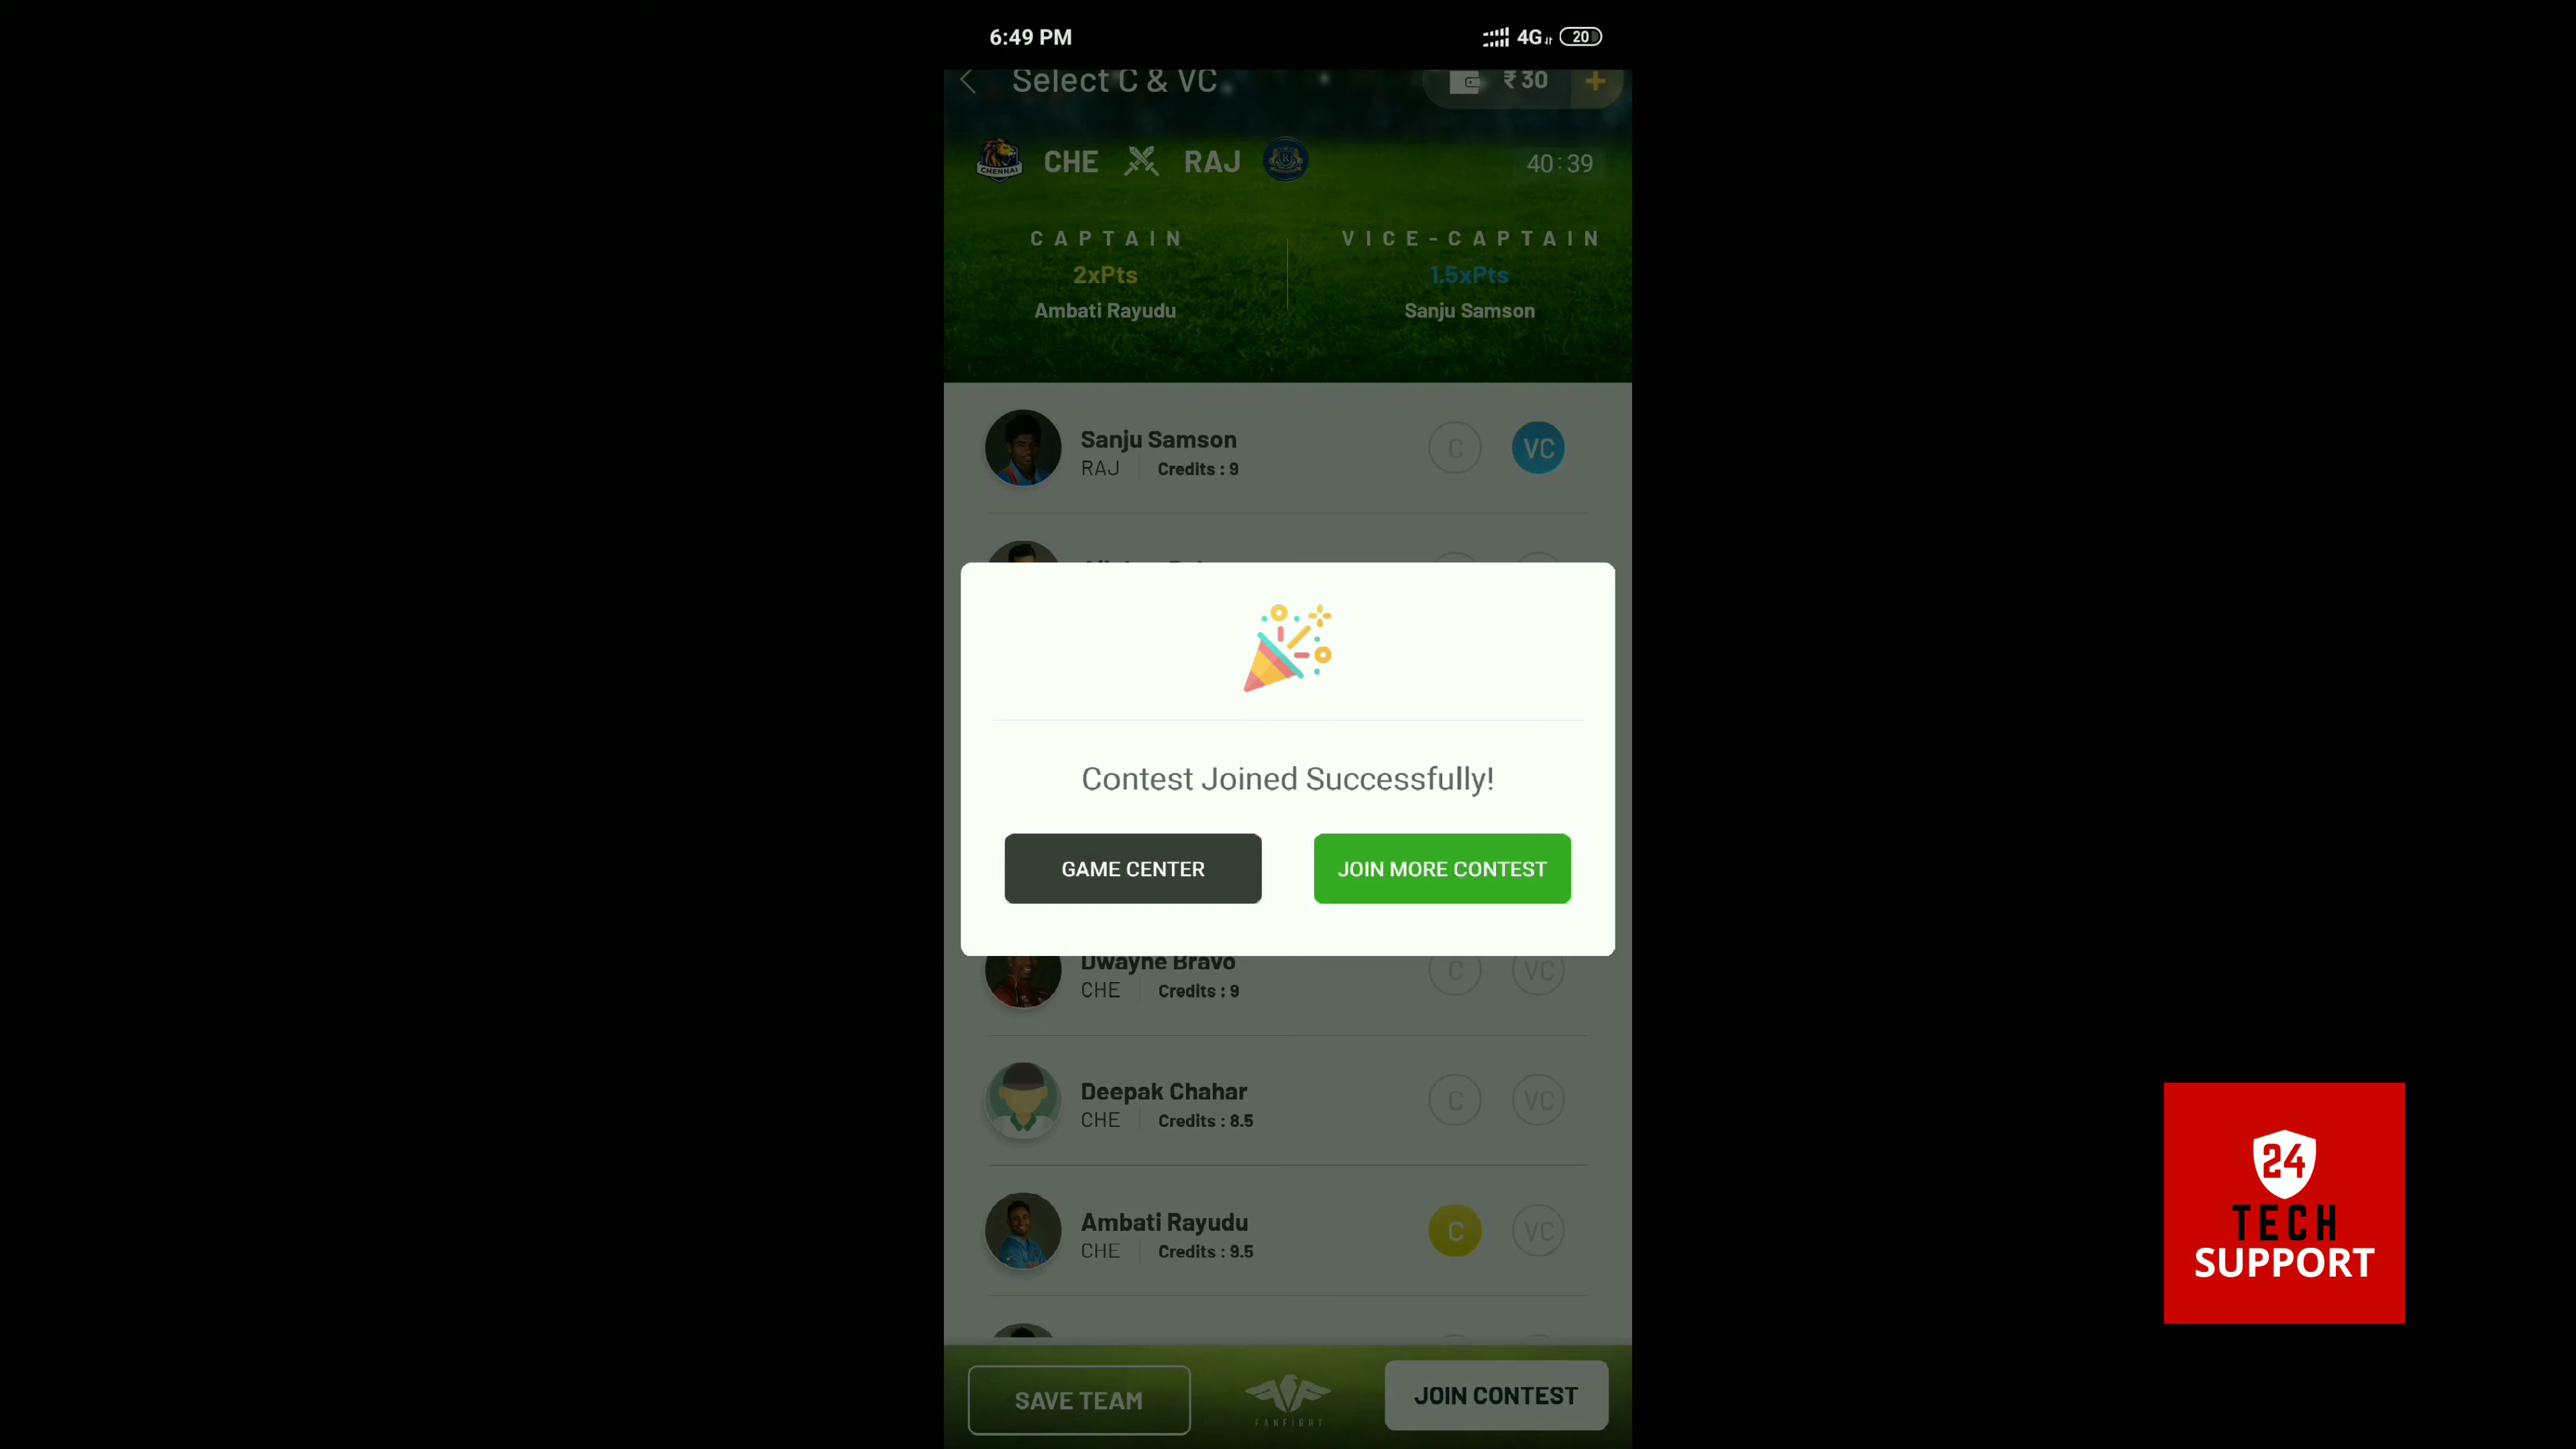 6:49 PM
4G 20
Select C & VC
₹ 30 +
CHENNAI
CHE RAJ
40:39
CAPTAIN
VICE-CAPTAIN
2xPts
1.5xPts
Ambati Rayudu
Sanju Samson
Sanju Samson
RAJ Credits : 9
C VC
Contest Joined Successfully!
GAME CENTER
JOIN MORE CONTEST
Dwayne Bravo
CHE Credits : 9
C VC
Deepak Chahar
CHE Credits : 8.5
C VC
Ambati Rayudu
CHE Credits : 9.5
C VC
SAVE TEAM
FANFIGHT
JOIN CONTEST
24
TECH
SUPPORT